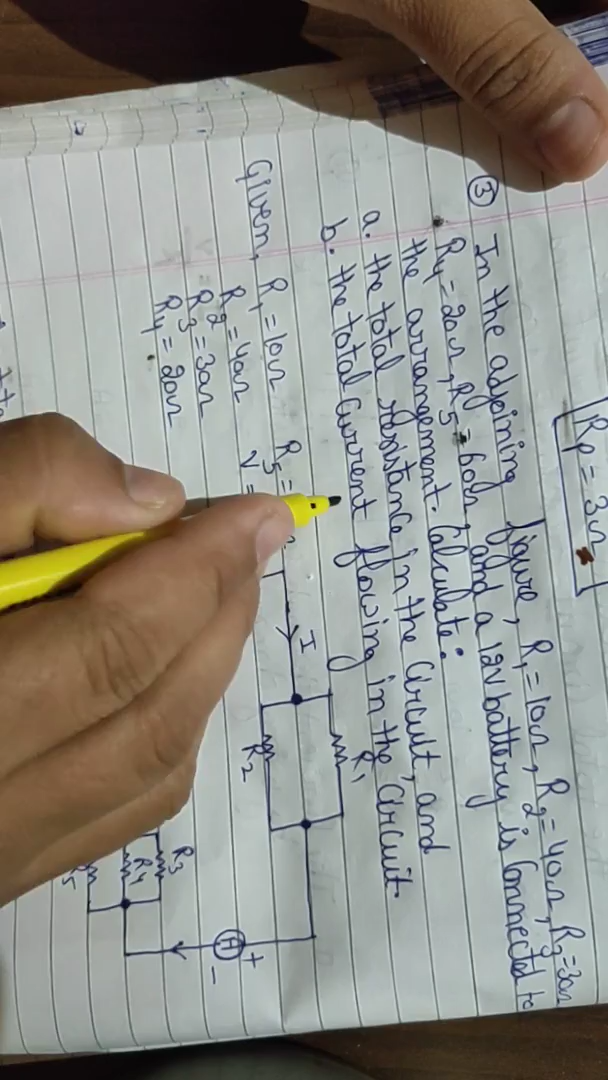 Rp = 3Ω
③ In the adjoining figure, R1 = 10Ω, R2 = 40Ω, R3 = 30Ω
R4 = 20Ω, R5 = 60Ω, and a 12V battery is Connected to
the arrangement. Calculate:
a. the total resistance in the Circuit, and
b. the total Current flowing in the Circuit.
Given, R1 = 10Ω R5 =
R2 = 40Ω V =
R3 = 30Ω
R4 = 20Ω
I
R1
R2
R3
R4
R5
A
+
-